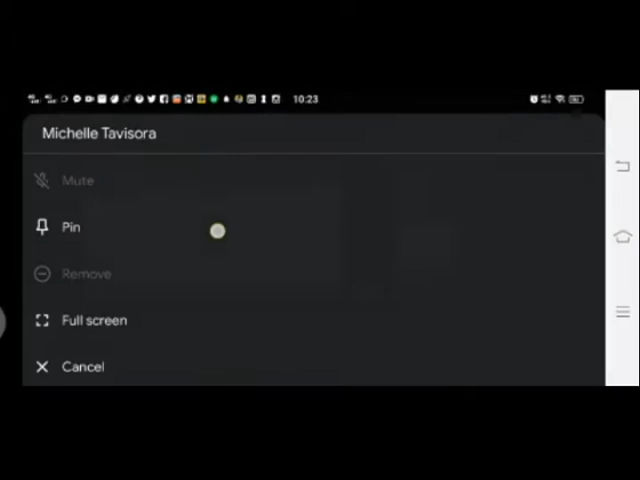 10:23
Michelle Tavisora
Mute
Pin
Remove
Full screen
Cancel